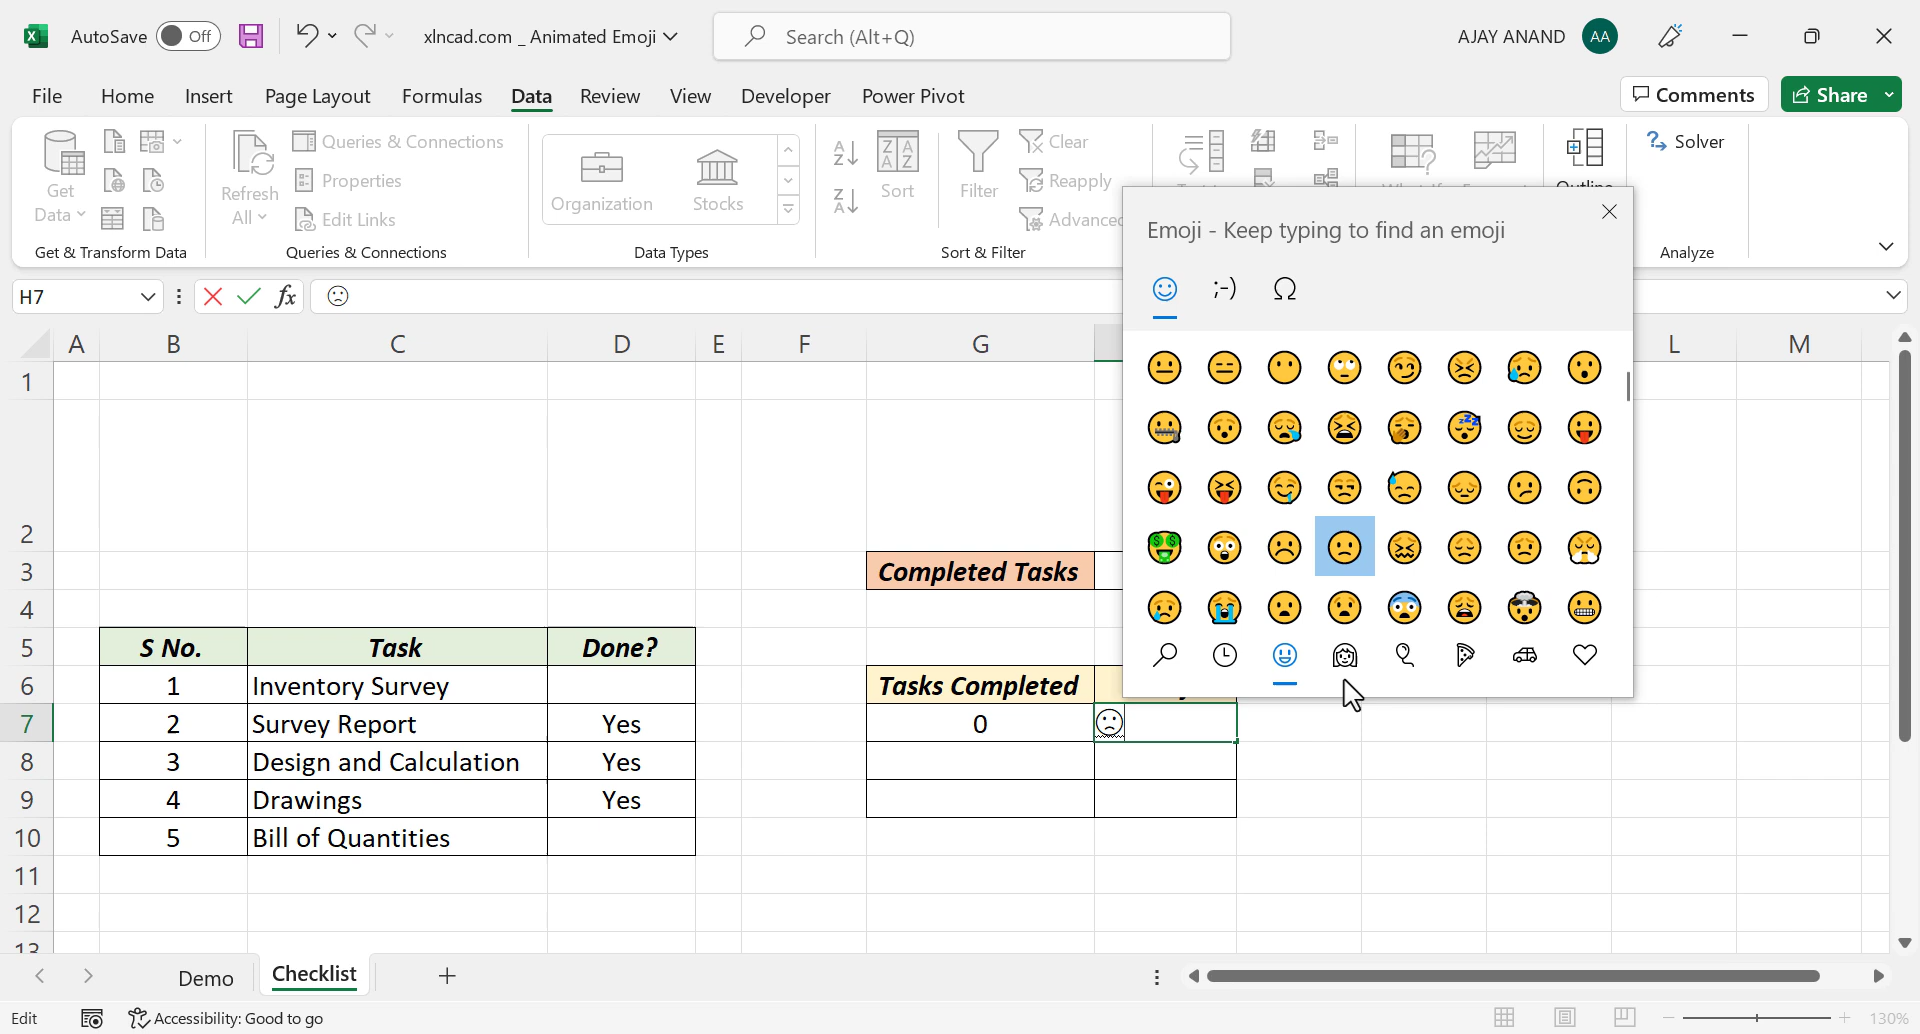 AutoSave Off xlncad.com _ Animated Emoji Search (Alt+Q) AJAY ANAND AA
File Home Insert Page Layout Formulas Data Review View Developer Power Pivot Comments Share
Get Data
Get & Transform Data
Refresh All
Queries & Connections
Properties
Edit Links
Queries & Connections
Organization Stocks
Data Types
Sort
Filter
Clear
Reapply
Advanced
Sort & Filter
Outline
Solver
Analyze
Emoji - Keep typing to find an emoji
;-) Ω
H7 fx 🙁
A B C D E F G L M
1
2
3 Completed Tasks
4
5 S No. Task Done?
6 1 Inventory Survey Tasks Completed
7 2 Survey Report Yes 0 🙁
8 3 Design and Calculation Yes
9 4 Drawings Yes
10 5 Bill of Quantities
11
12
13
Demo Checklist
Edit Accessibility: Good to go 130%